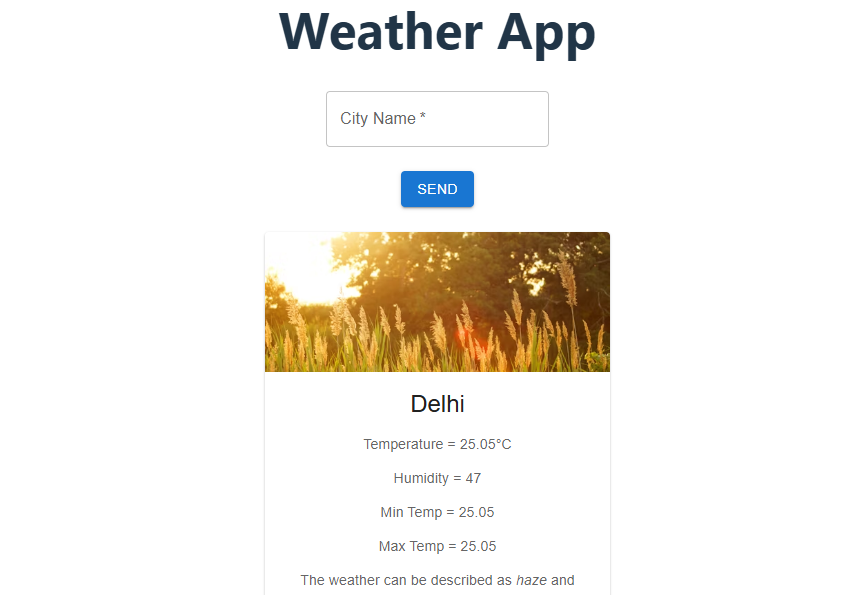 Weather App
City Name *
SEND
Delhi
Temperature = 25.05°C
Humidity = 47
Min Temp = 25.05
Max Temp = 25.05
The weather can be described as haze and